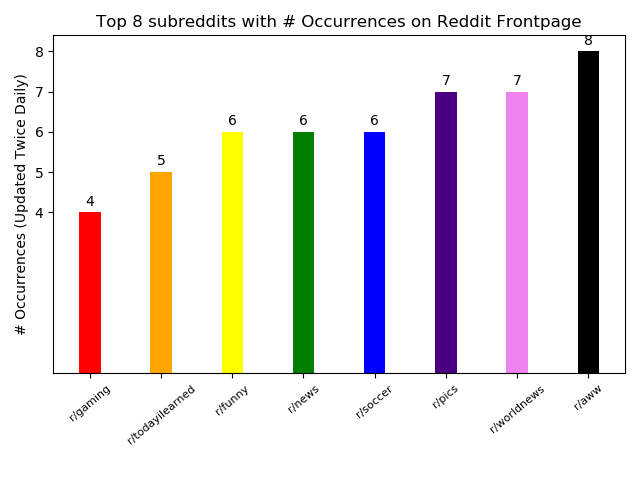 Top 8 subreddits with # Occurrences on Reddit Frontpage
# Occurrences (Updated Twice Daily)
8
7
6
5
4
4
5
6
6
6
7
7
8
r/gaming
r/todayilearned
r/funny
r/news
r/soccer
r/pics
r/worldnews
r/aww